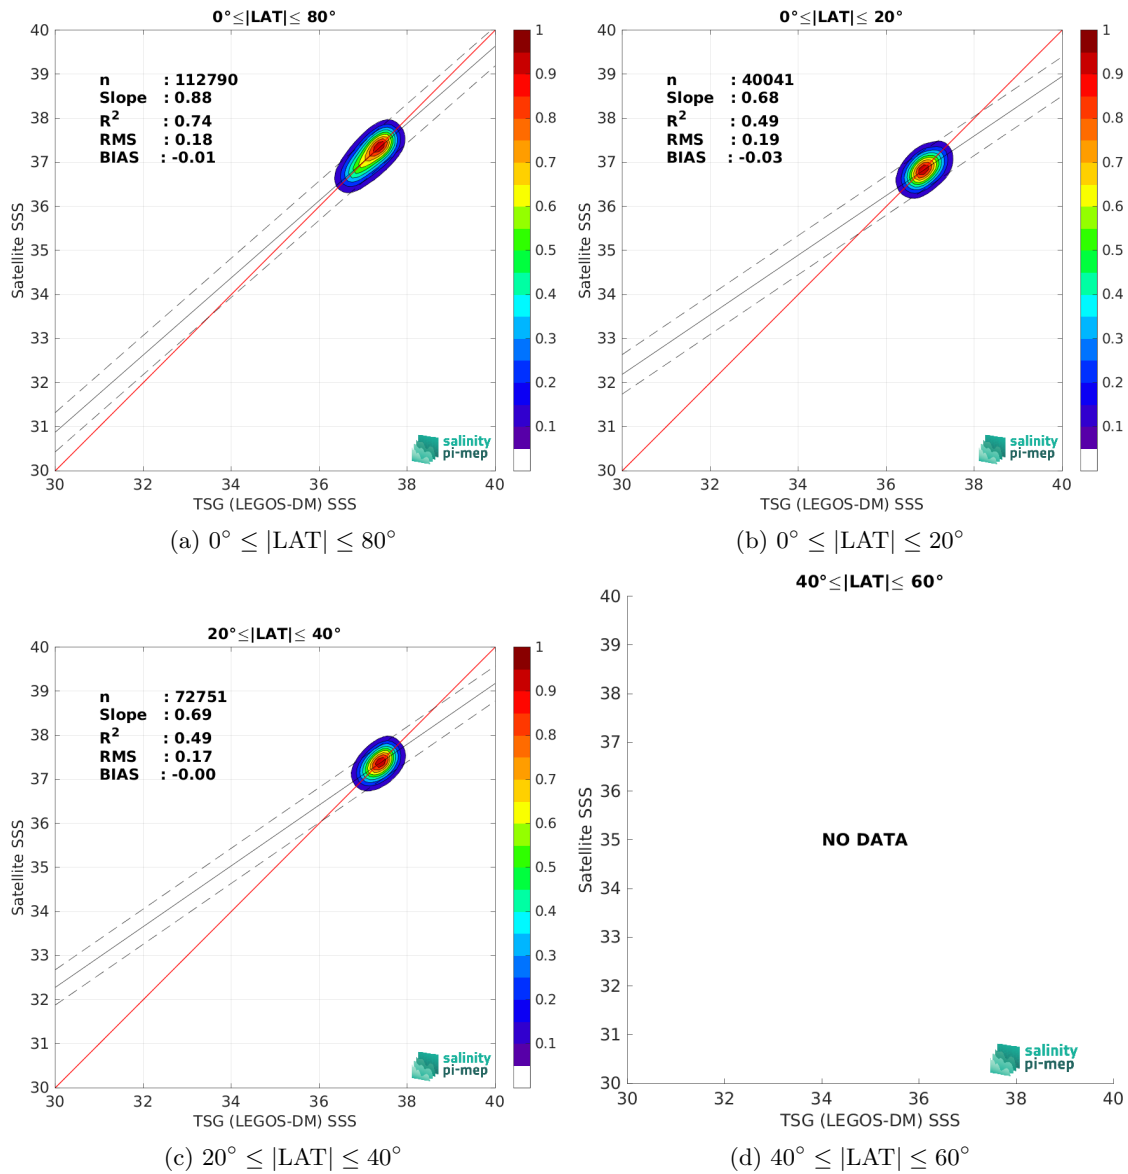 0°≤|LAT|≤ 80°
40
39
38
37
36
35
34
33
32
31
30
Satellite SSS
n : 112790
Slope : 0.88
R² : 0.74
RMS : 0.18
BIAS : -0.01
salinity
pi-mep
30 32 34 36 38 40
TSG (LEGOS-DM) SSS
1
0.9
0.8
0.7
0.6
0.5
0.4
0.3
0.2
0.1
(a) 0° ≤ |LAT| ≤ 80°
0°≤|LAT|≤ 20°
40
39
38
37
36
35
34
33
32
31
30
Satellite SSS
n : 40041
Slope : 0.68
R² : 0.49
RMS : 0.19
BIAS : -0.03
salinity
pi-mep
30 32 34 36 38 40
TSG (LEGOS-DM) SSS
1
0.9
0.8
0.7
0.6
0.5
0.4
0.3
0.2
0.1
(b) 0° ≤ |LAT| ≤ 20°
20°≤|LAT|≤ 40°
40
39
38
37
36
35
34
33
32
31
30
Satellite SSS
n : 72751
Slope : 0.69
R² : 0.49
RMS : 0.17
BIAS : -0.00
salinity
pi-mep
30 32 34 36 38 40
TSG (LEGOS-DM) SSS
1
0.9
0.8
0.7
0.6
0.5
0.4
0.3
0.2
0.1
(c) 20° ≤ |LAT| ≤ 40°
40°≤|LAT|≤ 60°
40
39
38
37
36
35
34
33
32
31
30
Satellite SSS
NO DATA
salinity
pi-mep
30 32 34 36 38 40
TSG (LEGOS-DM) SSS
(d) 40° ≤ |LAT| ≤ 60°